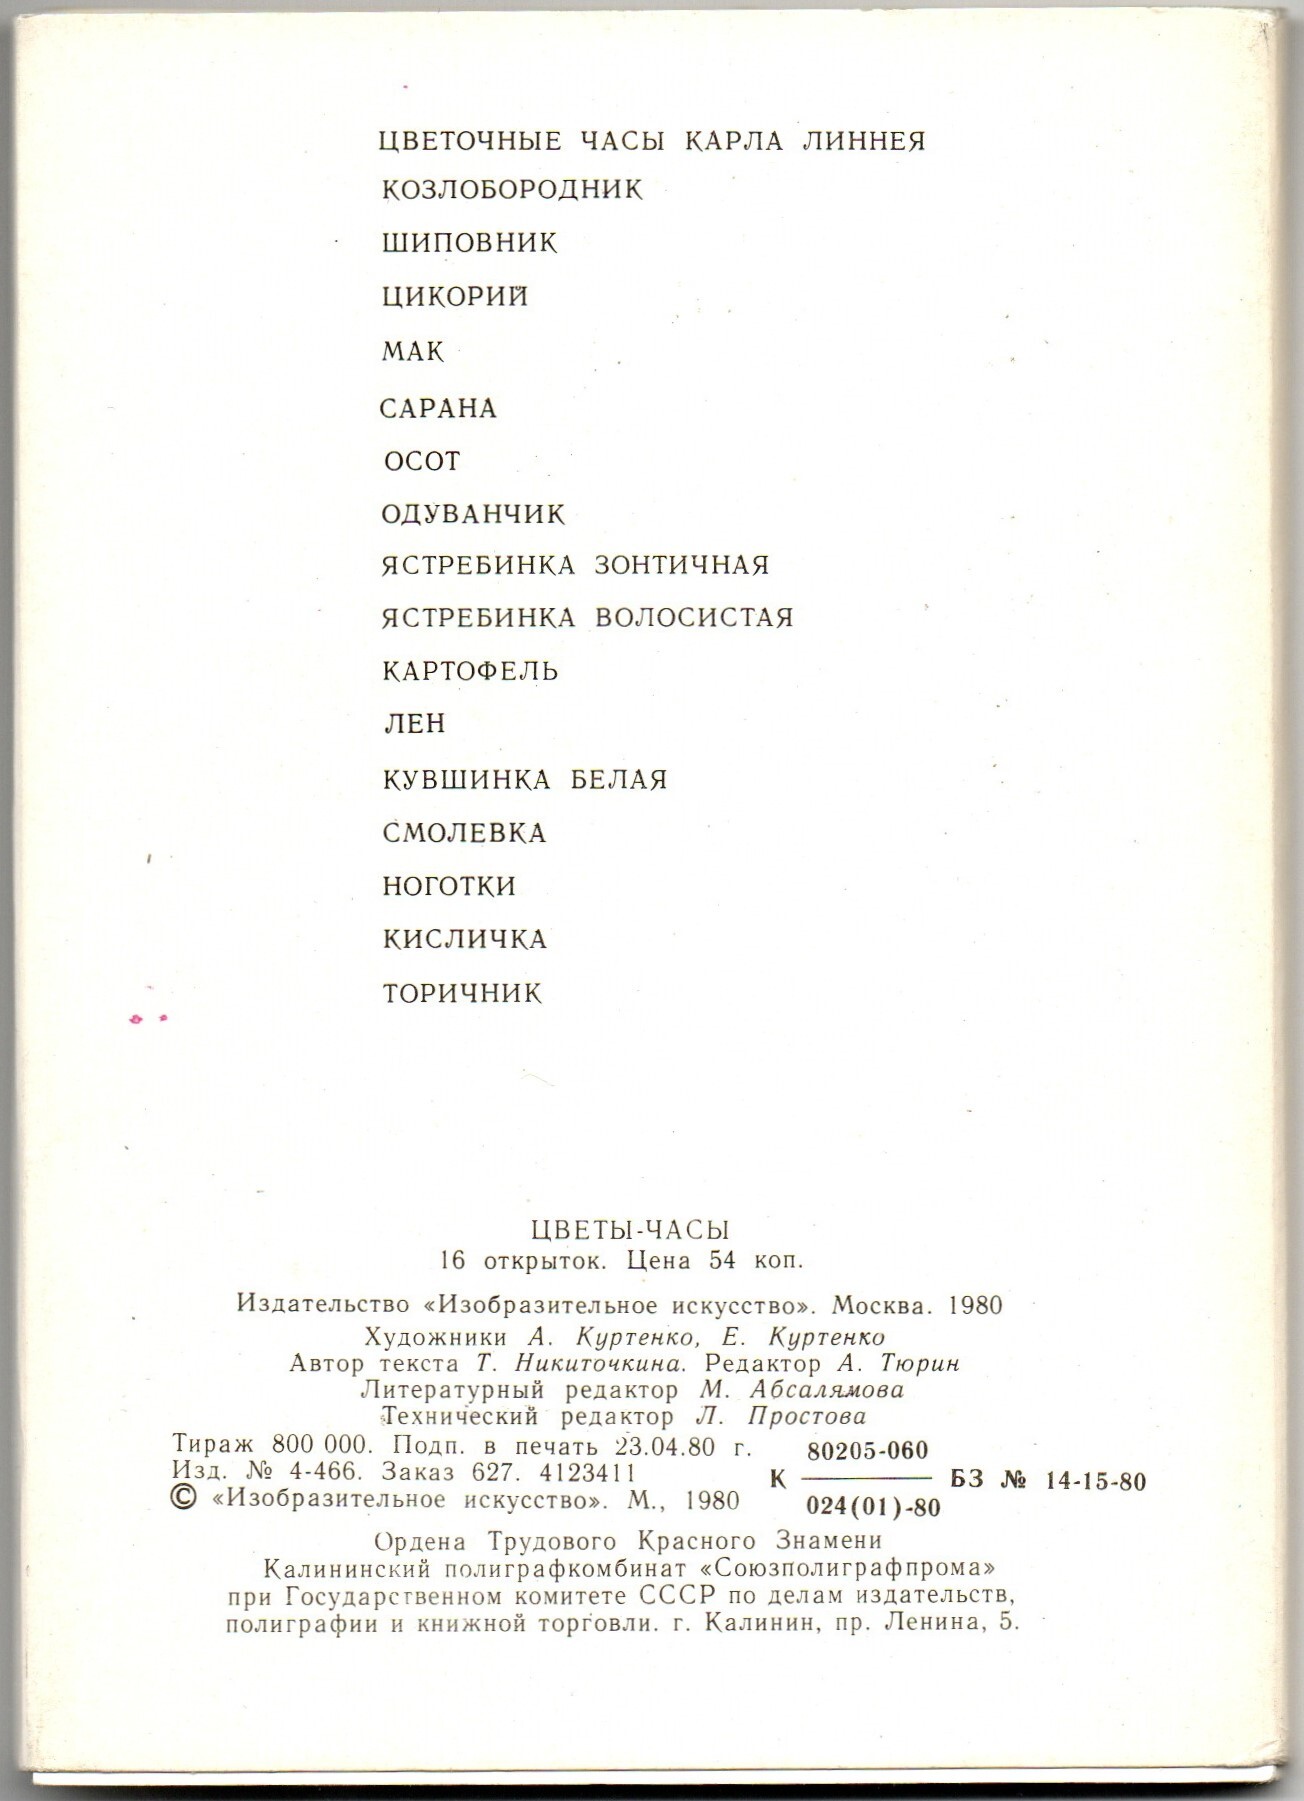 ЦВЕТОЧНЫЕ ЧАСЫ КАРЛА ЛИННЕЯ
КОЗЛОБОРОДНИК
ШИПОВНИК
ЦИКОРИЙ
МАК
САРАНА
ОСОТ
ОДУВАНЧИК
ЯСТРЕБИНКА ЗОНТИЧНАЯ
ЯСТРЕБИНКА ВОЛОСИСТАЯ
КАРТОФЕЛЬ
ЛЕН
КУВШИНКА БЕЛАЯ
СМОЛЕВКА
НОГОТКИ
КИСЛИЧКА
ТОРИЧНИК
ЦВЕТЫ-ЧАСЫ
16 открыток. Цена 54 коп.
Издательство «Изобразительное искусство». Москва. 1980
Художники А. Куртенко, Е. Куртенко
Автор текста Т. Никиточкина. Редактор А. Тюрин
Литературный редактор М. Абсалямова
Технический редактор Л. Простова
Тираж 800 000. Подп. в печать 23.04.80 г.
Изд. № 4-466. Заказ 627. 4123411
© «Изобразительное искусство». М., 1980
80205-060
К ——— БЗ № 14-15-80
024(01)-80
Ордена Трудового Красного Знамени
Калининский полиграфкомбинат «Союзполиграфпрома»
при Государственном комитете СССР по делам издательств,
полиграфии и книжной торговли. г. Калинин, пр. Ленина, 5.